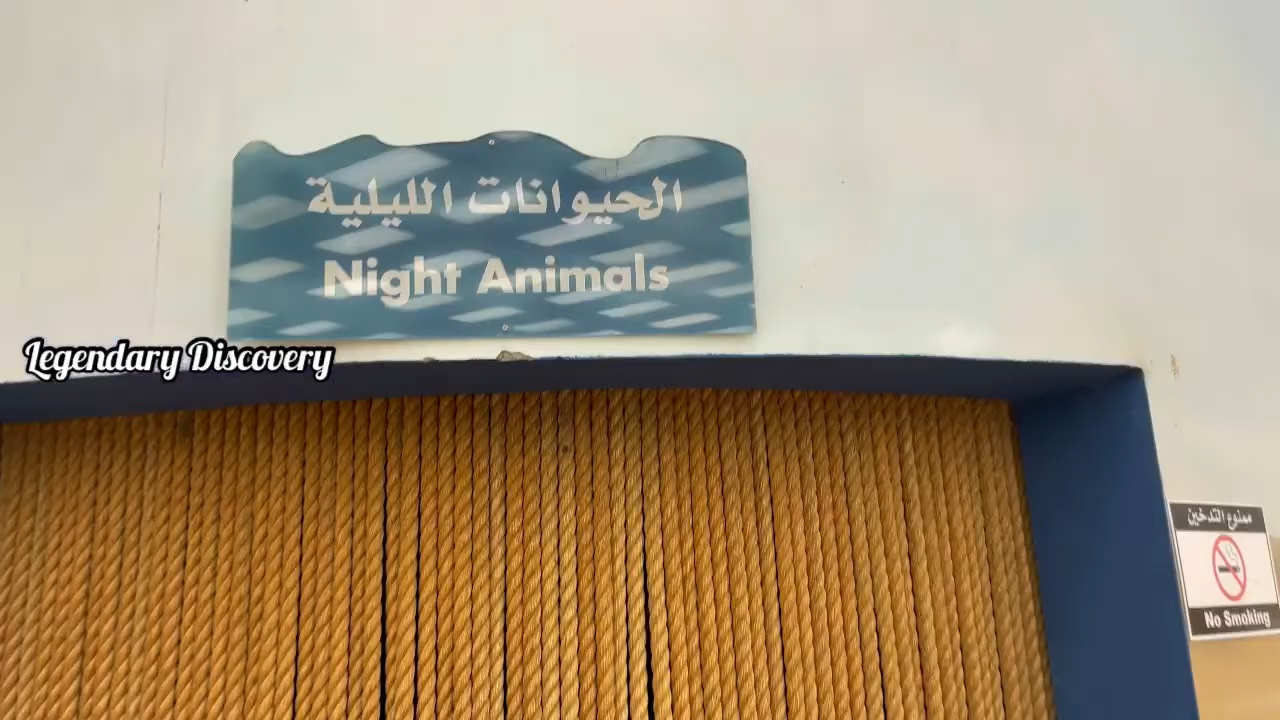 الحيوانات الليلية
Night Animals
Legendary Discovery
ممنوع التدخين
No Smoking